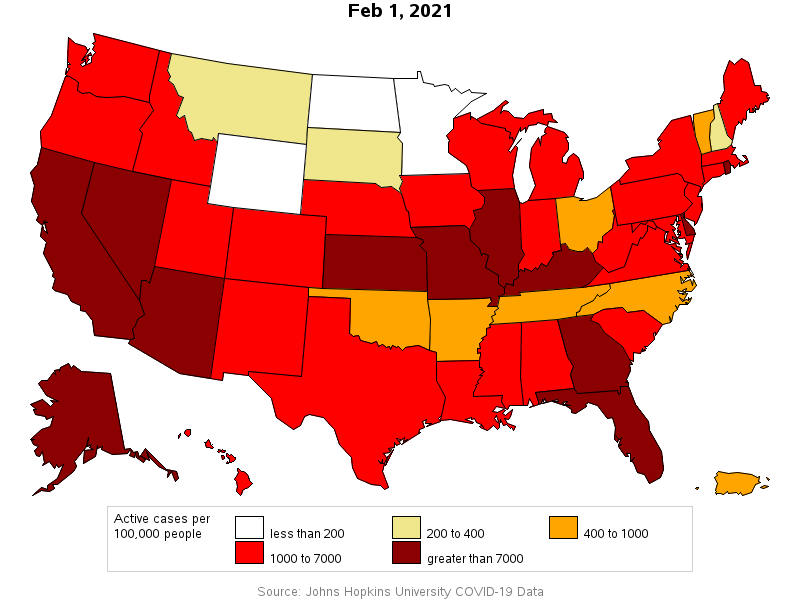 Feb 1, 2021
Active cases per
100,000 people
less than 200
200 to 400
400 to 1000
1000 to 7000
greater than 7000
Source: Johns Hopkins University COVID-19 Data